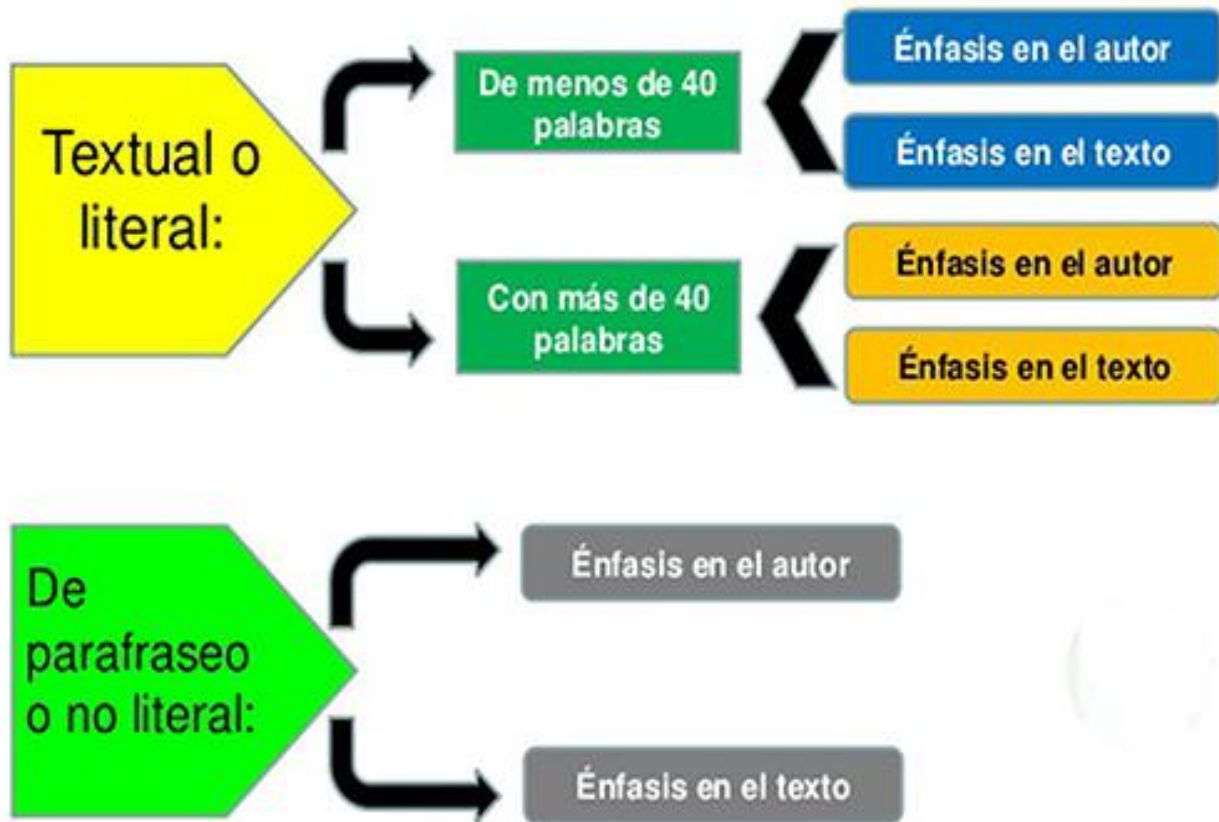 Textual o
literal:
De menos de 40
palabras
Énfasis en el autor
Énfasis en el texto
Con más de 40
palabras
Énfasis en el autor
Énfasis en el texto
De
parafraseo
o no literal:
Énfasis en el autor
Énfasis en el texto